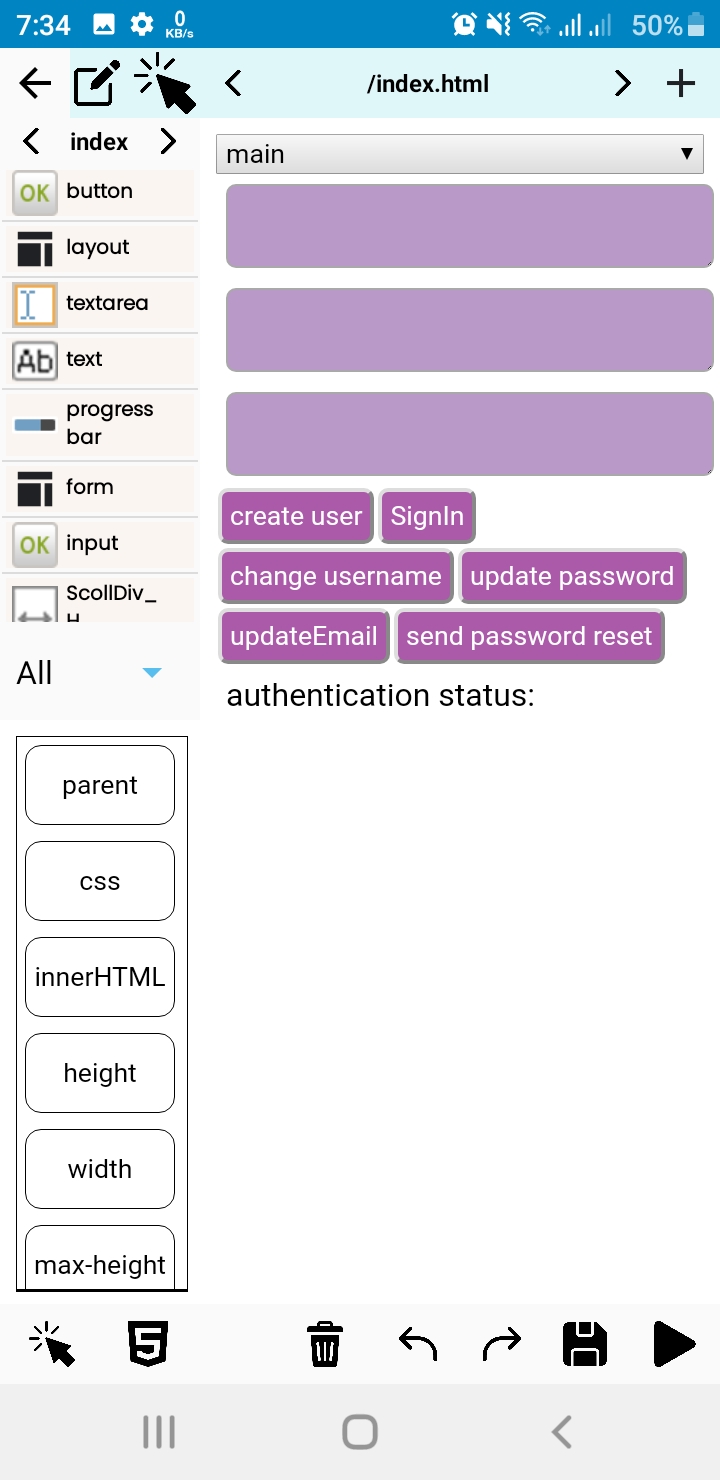 7:34 0 KB/s 50%
/index.html
index
main
OK button
layout
textarea
Ab text
progress
bar
form
OK input
ScollDiv_
H
All
create user SignIn
change username update password
updateEmail send password reset
authentication status:
parent
css
innerHTML
height
width
max-height
5